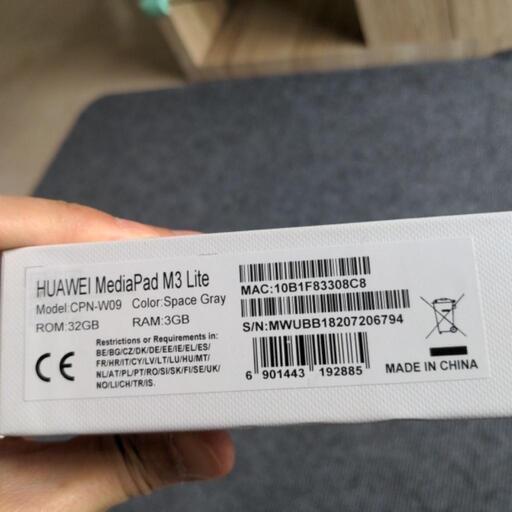 HUAWEI MediaPad M3 Lite
Model:CPN-W09 Color:Space Gray
ROM:32GB RAM:3GB
Restrictions or Requirements in:
BE/BG/CZ/DK/DE/EE/IE/EL/ES/
FR/HR/IT/CY/LV/LT/LU/HU/MT/
NL/AT/PL/PT/RO/SI/SK/FI/SE/UK/
NO/LI/CH/TR/IS.
CE
MAC:10B1F83308C8
S/N:MWUBB18207206794
6 901443 192885
MADE IN CHINA